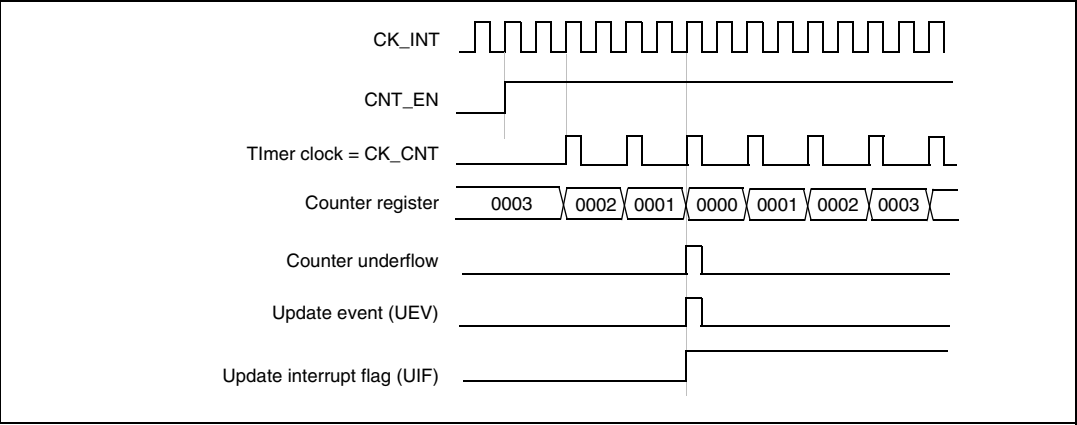 CK_INT
CNT_EN
TImer clock = CK_CNT
Counter register 0003 0002 0001 0000 0001 0002 0003
Counter underflow
Update event (UEV)
Update interrupt flag (UIF)